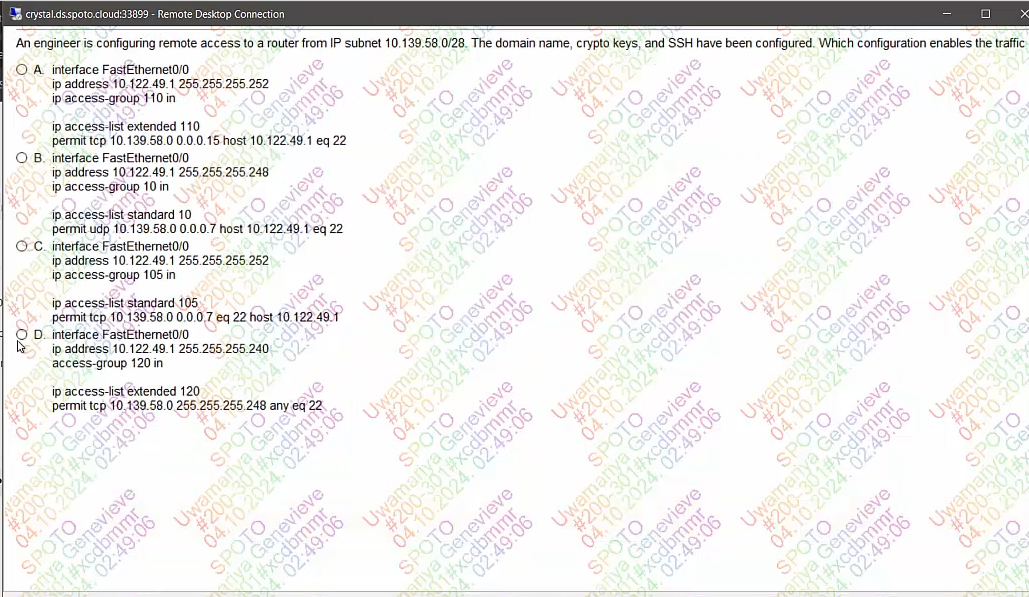 crystal.ds.spoto.cloud:33899 - Remote Desktop Connection
An engineer is configuring remote access to a router from IP subnet 10.139.58.0/28. The domain name, crypto keys, and SSH have been configured. Which configuration enables the traffic
A. interface FastEthernet0/0
ip address 10.122.49.1 255.255.255.252
ip access-group 110 in
ip access-list extended 110
permit tcp 10.139.58.0 0.0.0.15 host 10.122.49.1 eq 22
B. interface FastEthernet0/0
ip address 10.122.49.1 255.255.255.248
ip access-group 10 in
ip access-list standard 10
permit udp 10.139.58.0 0.0.0.7 host 10.122.49.1 eq 22
C. interface FastEthernet0/0
ip address 10.122.49.1 255.255.255.252
ip access-group 105 in
ip access-list standard 105
permit tcp 10.139.58.0 0.0.0.7 eq 22 host 10.122.49.1
D. interface FastEthernet0/0
ip address 10.122.49.1 255.255.255.240
access-group 120 in
ip access-list extended 120
permit tcp 10.139.58.0 255.255.255.248 any eq 22
SPOTO
Uwamanya Genevieve
#200-301#xcdbmmr
04.10.2024. 02:49:06